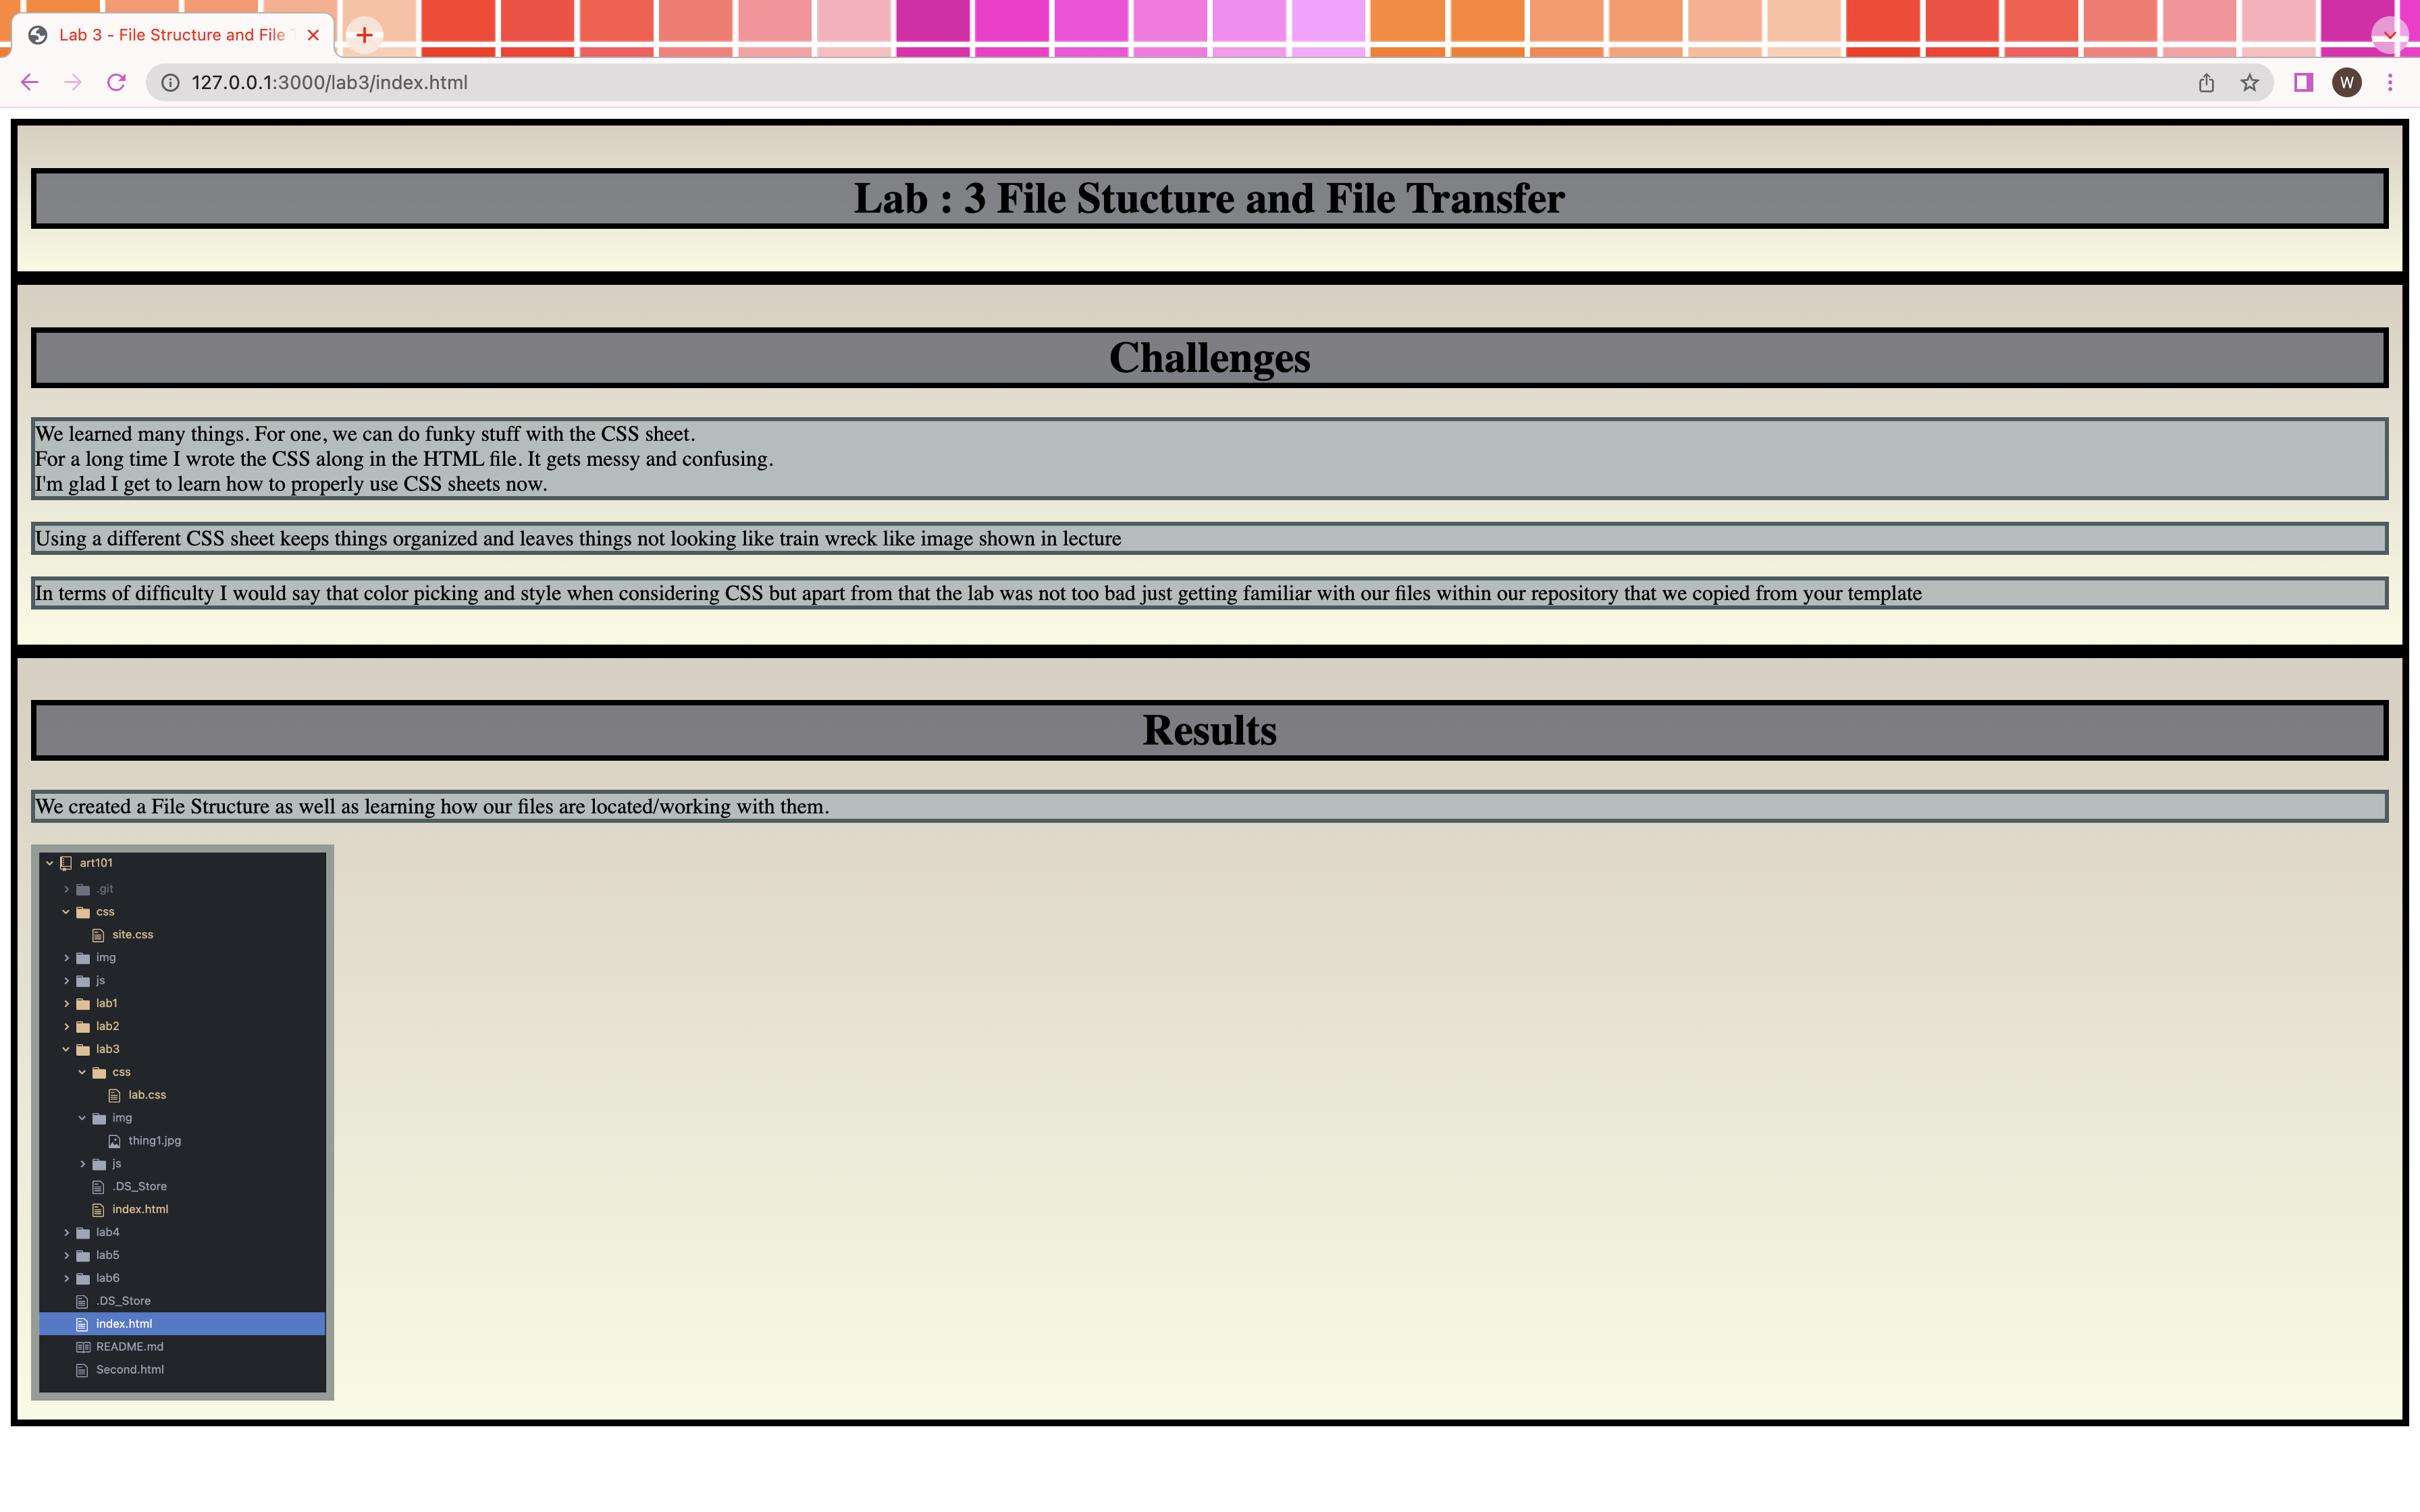 Lab 3 - File Structure and File
127.0.0.1:3000/lab3/index.html
W
Lab : 3 File Stucture and File Transfer
Challenges
We learned many things. For one, we can do funky stuff with the CSS sheet.
For a long time I wrote the CSS along in the HTML file. It gets messy and confusing.
I'm glad I get to learn how to properly use CSS sheets now.
Using a different CSS sheet keeps things organized and leaves things not looking like train wreck like image shown in lecture
In terms of difficulty I would say that color picking and style when considering CSS but apart from that the lab was not too bad just getting familiar with our files within our repository that we copied from your template
Results
We created a File Structure as well as learning how our files are located/working with them.
art101
.git
css
site.css
img
js
lab1
lab2
lab3
css
lab.css
img
thing1.jpg
js
.DS_Store
index.html
lab4
lab5
lab6
.DS_Store
index.html
README.md
Second.html